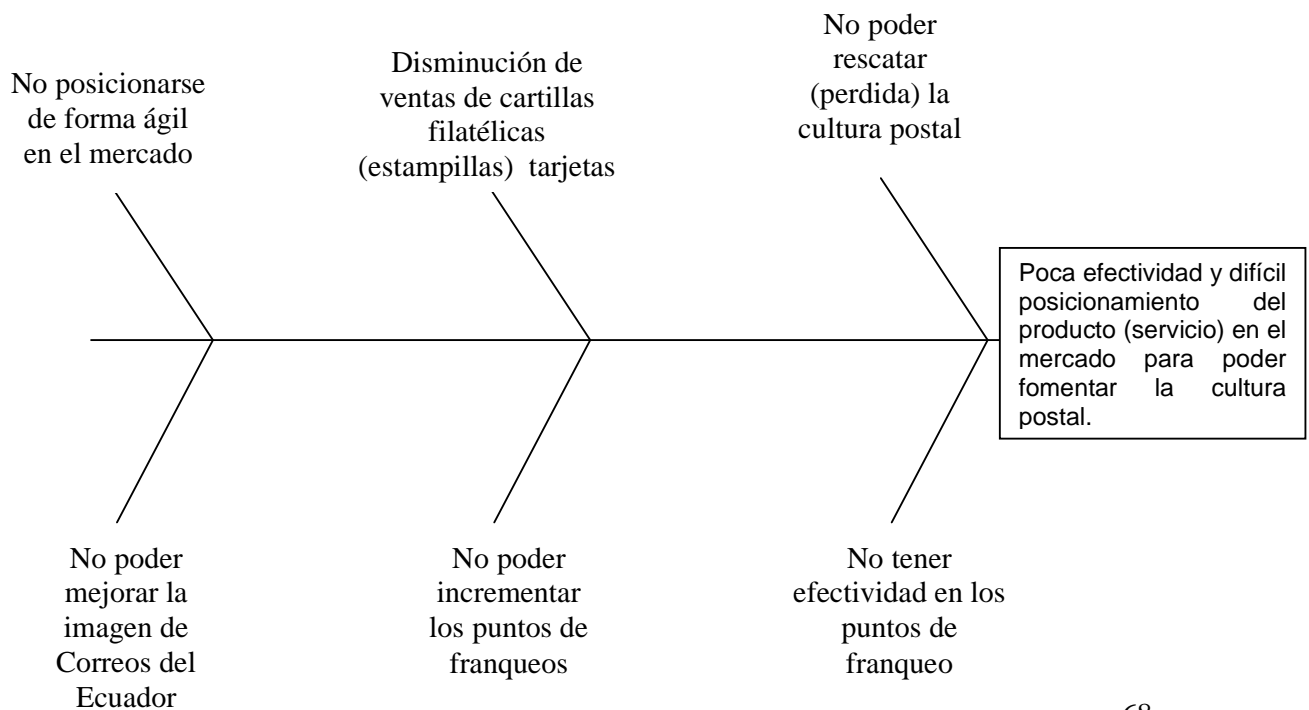 No posicionarse
de forma ágil
en el mercado
Disminución de
ventas de cartillas
filatélicas
(estampillas) tarjetas
No poder
rescatar
(perdida) la
cultura postal
Poca efectividad y difícil
posicionamiento del
producto (servicio) en el
mercado para poder
fomentar la cultura
postal.
No poder
mejorar la
imagen de
Correos del
Ecuador
No poder
incrementar
los puntos de
franqueos
No tener
efectividad en los
puntos de
franqueo
68